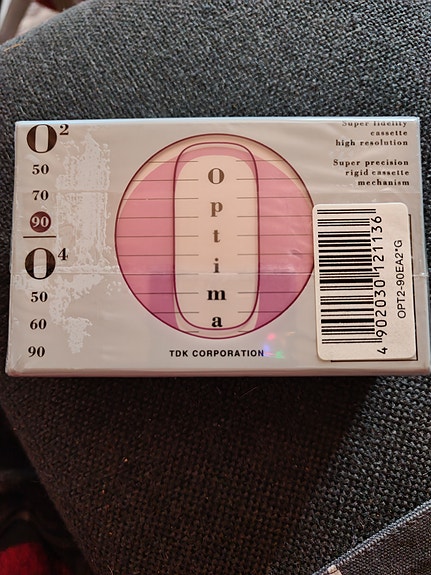 O²
50
70
90
O⁴
50
60
90
Optima
TDK CORPORATION
Super fidelity
cassette
high resolution
Super precision
rigid cassette
mechanism
4 902030 121136
OPT2-90EA2*G